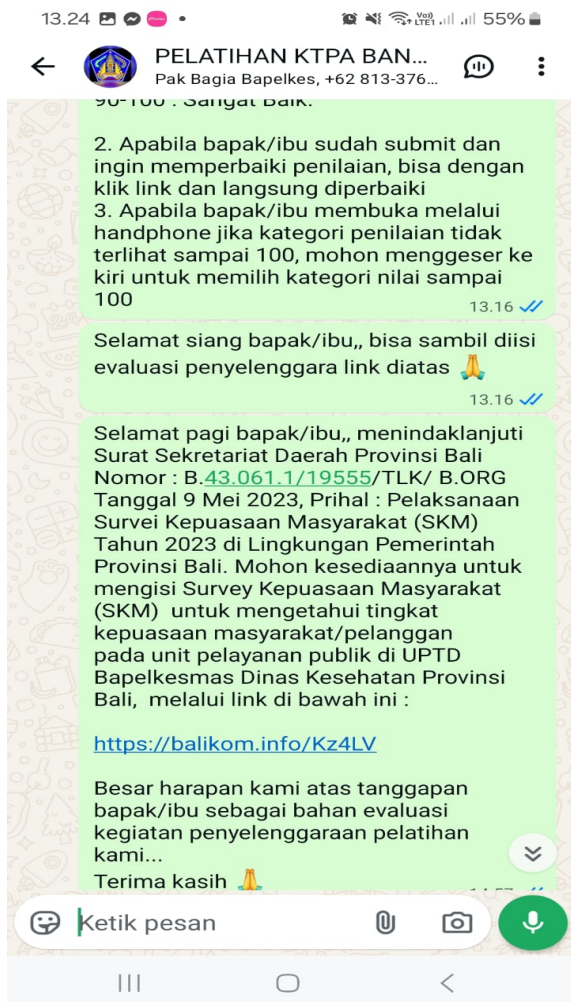 13.24
55%
PELATIHAN KTPA BAN...
Pak Bagia Bapelkes, +62 813-376...
90-100 : Sangat Baik.
2. Apabila bapak/ibu sudah submit dan
ingin memperbaiki penilaian, bisa dengan
klik link dan langsung diperbaiki
3. Apabila bapak/ibu membuka melalui
handphone jika kategori penilaian tidak
terlihat sampai 100, mohon menggeser ke
kiri untuk memilih kategori nilai sampai
100
13.16
Selamat siang bapak/ibu,, bisa sambil diisi
evaluasi penyelenggara link diatas 🙏
13.16
Selamat pagi bapak/ibu,, menindaklanjuti
Surat Sekretariat Daerah Provinsi Bali
Nomor : B.43.061.1/19555/TLK/ B.ORG
Tanggal 9 Mei 2023, Prihal : Pelaksanaan
Survei Kepuasaan Masyarakat (SKM)
Tahun 2023 di Lingkungan Pemerintah
Provinsi Bali. Mohon kesediaannya untuk
mengisi Survey Kepuasaan Masyarakat
(SKM)  untuk mengetahui tingkat
kepuasaan masyarakat/pelanggan
pada unit pelayanan publik di UPTD
Bapelkesmas Dinas Kesehatan Provinsi
Bali,  melalui link di bawah ini :
https://balikom.info/Kz4LV
Besar harapan kami atas tanggapan
bapak/ibu sebagai bahan evaluasi
kegiatan penyelenggaraan pelatihan
kami...
Terima kasih 🙏
Ketik pesan